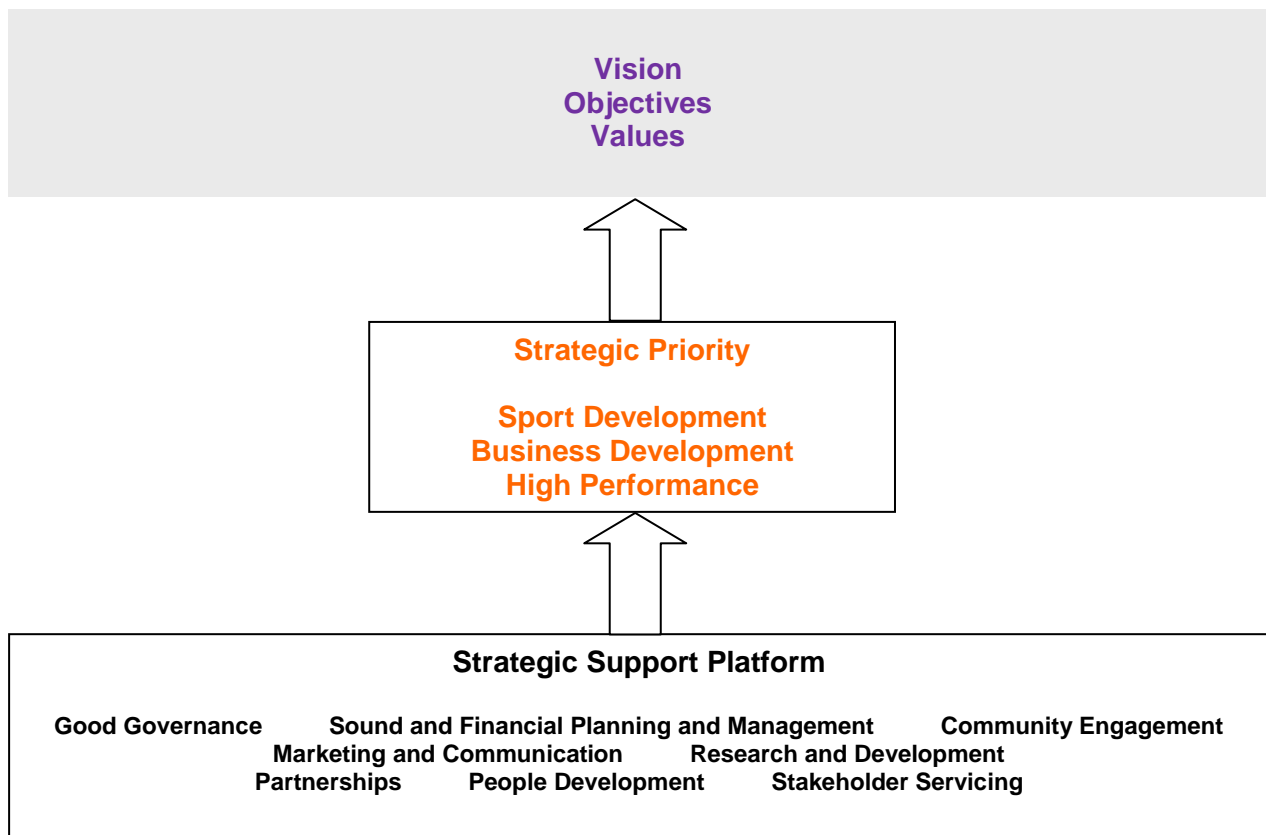 Vision
Objectives
Values
Strategic Priority
Sport Development
Business Development
High Performance
Strategic Support Platform
Good Governance Sound and Financial Planning and Management Community Engagement
Marketing and Communication Research and Development
Partnerships People Development Stakeholder Servicing